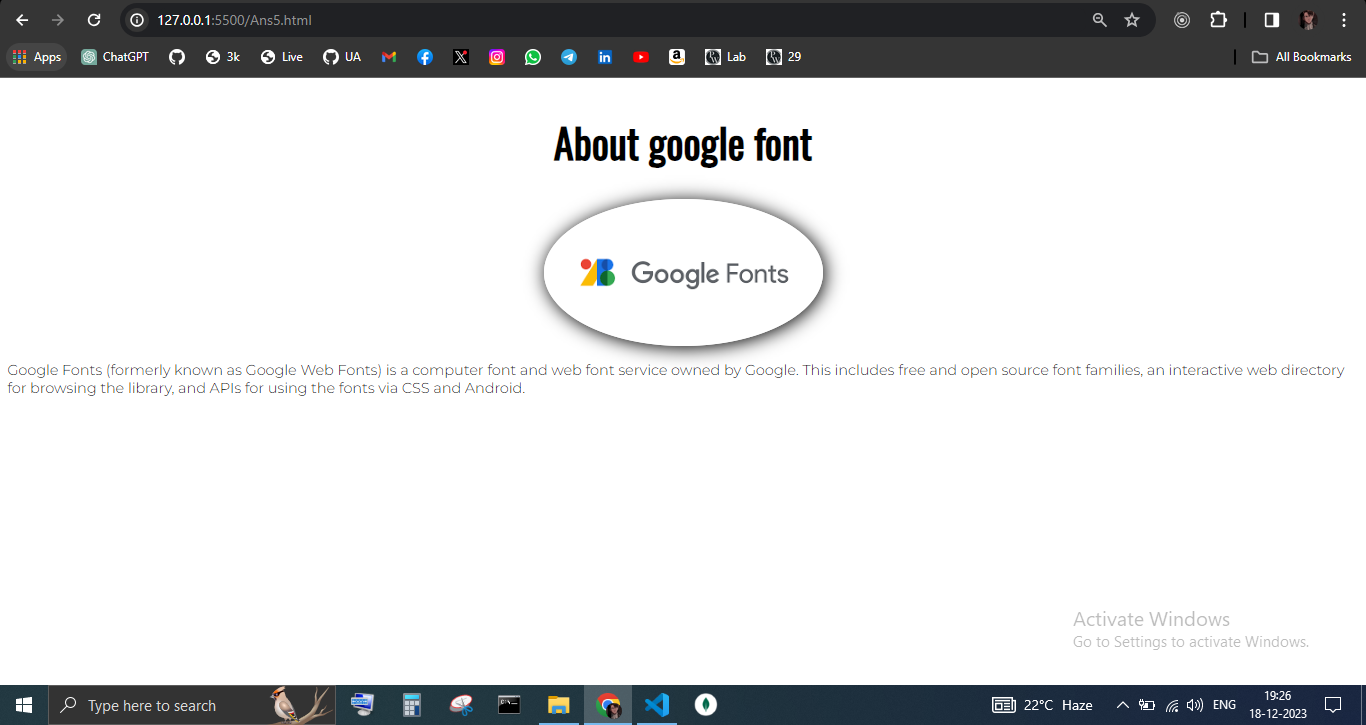 127.0.0.1:5500/Ans5.html
Apps ChatGPT 3k Live UA Lab 29 All Bookmarks
About google font
Google Fonts
Google Fonts (formerly known as Google Web Fonts) is a computer font and web font service owned by Google. This includes free and open source font families, an interactive web directory
for browsing the library, and APIs for using the fonts via CSS and Android.
Activate Windows
Go to Settings to activate Windows.
Type here to search
22°C Haze
ENG
19:26
18-12-2023